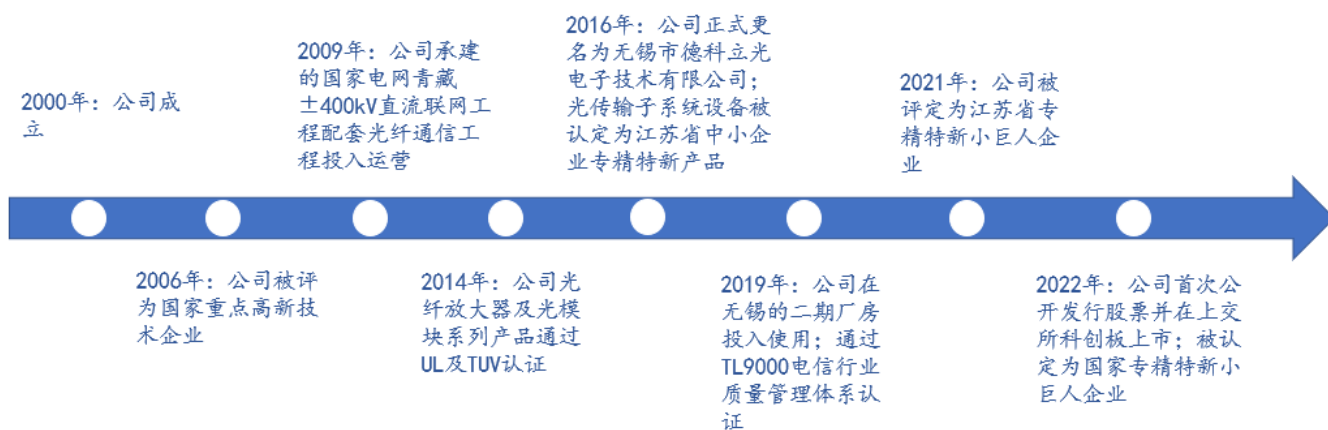 2000年：公司成
立
2009年：公司承建
的国家电网青藏
±400kV直流联网工
程配套光纤通信工
程投入运营
2016年：公司正式更
名为无锡市德科立光
电子技术有限公司；
光传输子系统设备被
认定为江苏省中小企
业专精特新产品
2021年：公司被
评定为江苏省专
精特新小巨人企
业
2006年：公司被评
为国家重点高新技
术企业
2014年：公司光
纤放大器及光模
块系列产品通过
UL及TUV认证
2019年：公司在
无锡的二期厂房
投入使用；通过
TL9000电信行业
质量管理体系认
证
2022年：公司首次公
开发行股票并在上交
所科创板上市；被认
定为国家专精特新小
巨人企业